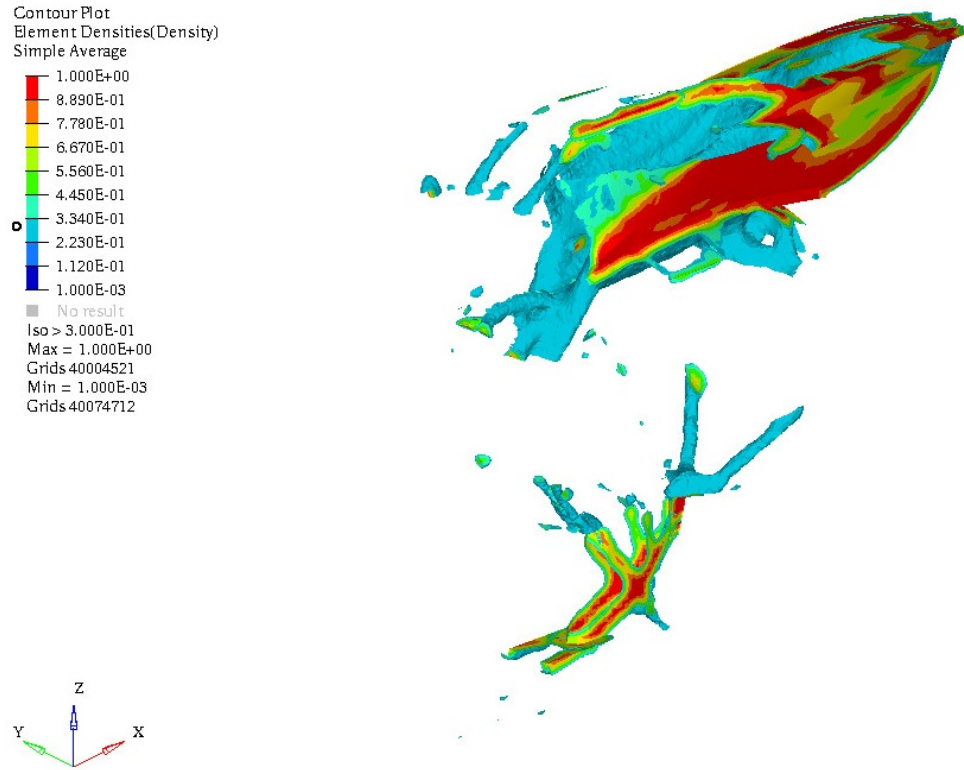 Contour Plot
Element Densities(Density)
Simple Average
1.000E+00
8.890E-01
7.780E-01
6.670E-01
5.560E-01
4.450E-01
3.340E-01
2.230E-01
1.120E-01
1.000E-03
No result
Iso > 3.000E-01
Max = 1.000E+00
Grids 40004521
Min = 1.000E-03
Grids 40074712
Z
Y
X